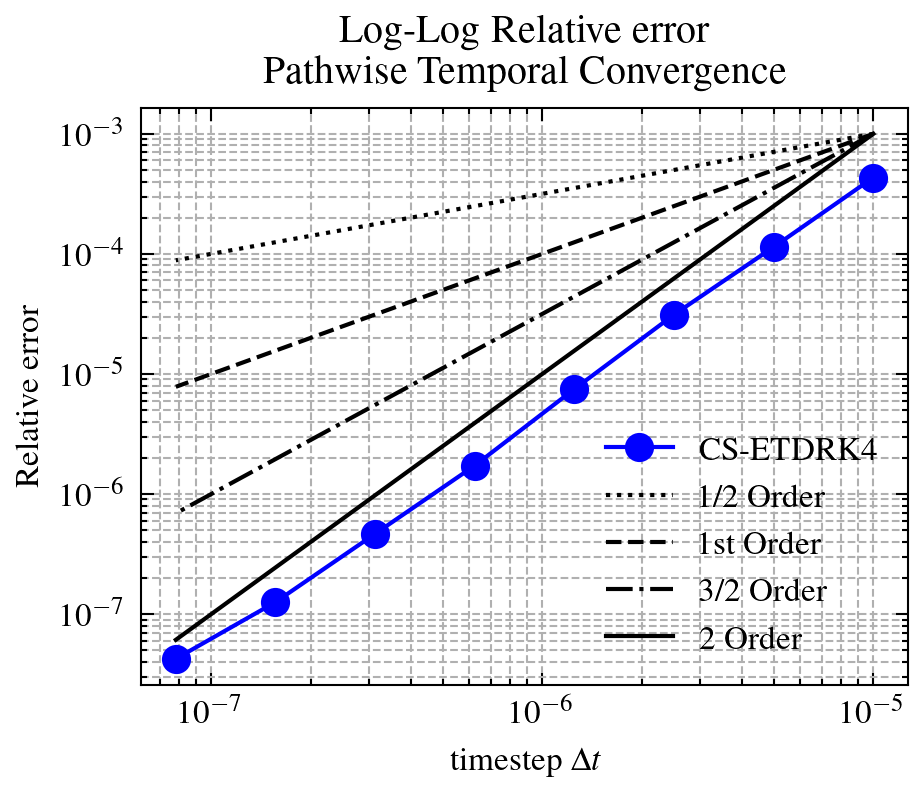 Log-Log Relative error
Pathwise Temporal Convergence
10⁻³
10⁻⁴
10⁻⁵
10⁻⁶
10⁻⁷
Relative error
CS-ETDRK4
1/2 Order
1st Order
3/2 Order
2 Order
10⁻⁷
10⁻⁶
10⁻⁵
timestep Δt